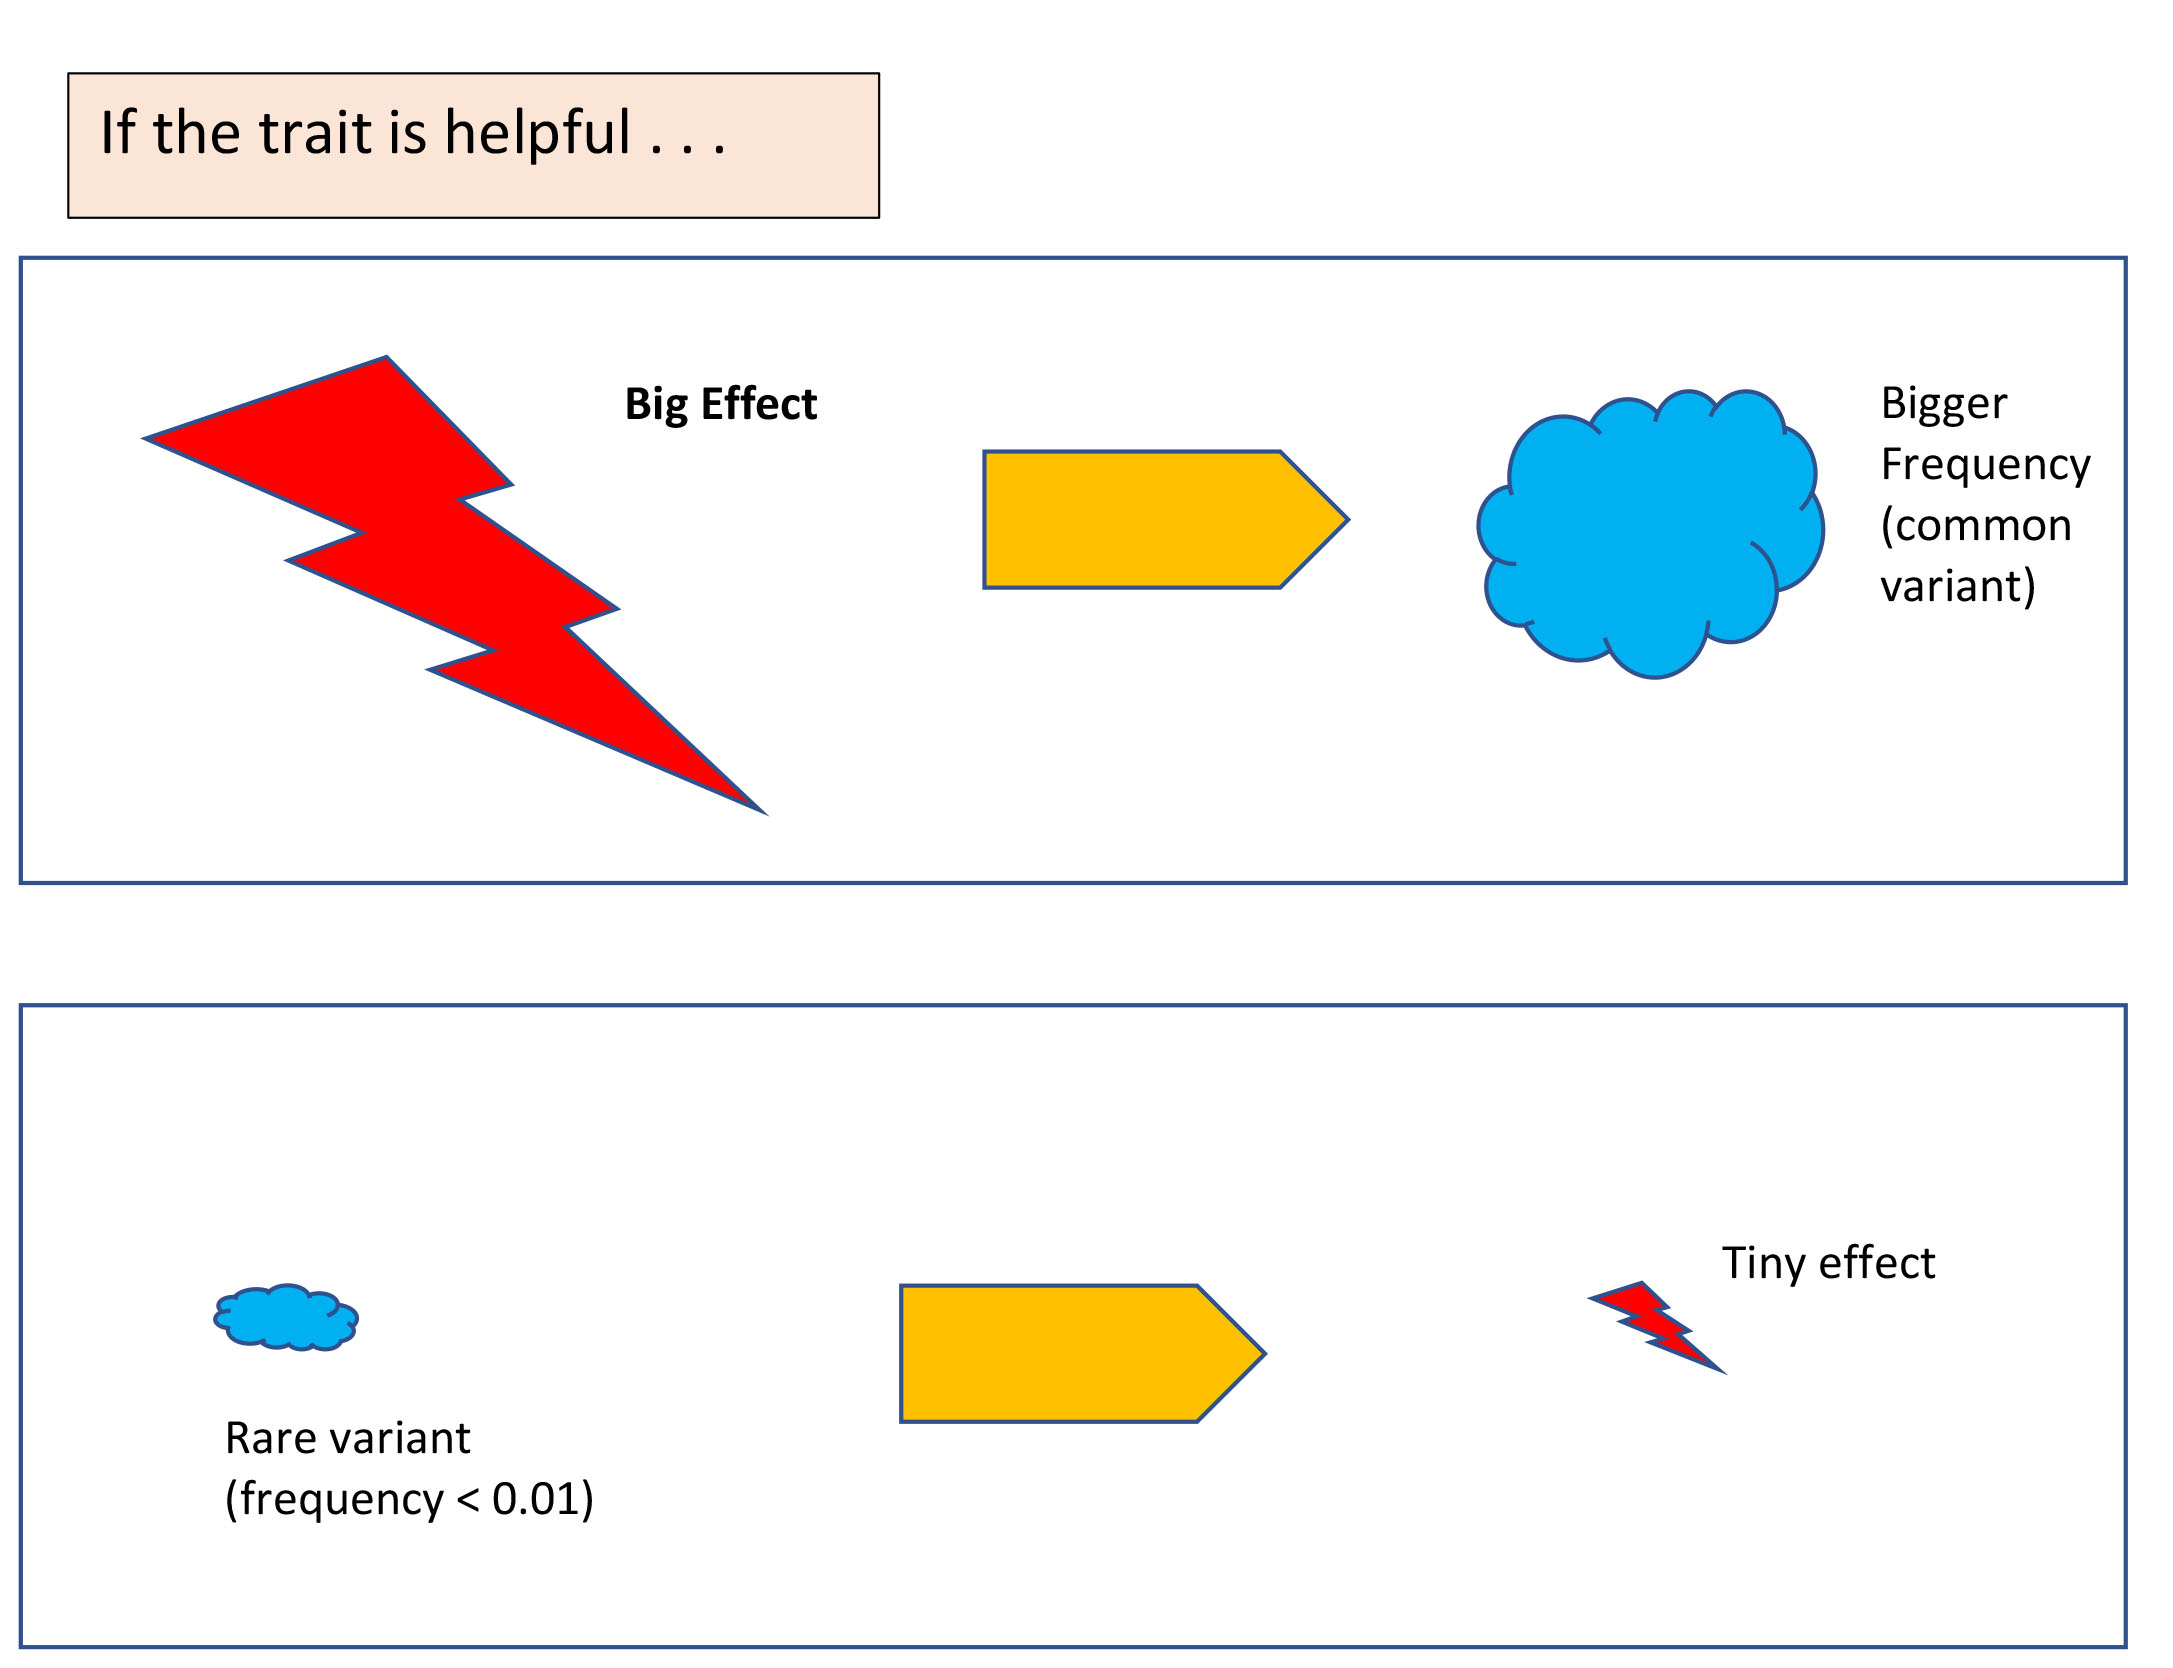 If the trait is helpful . . .
Big Effect
Bigger
Frequency
(common
variant)
Tiny effect
Rare variant
(frequency < 0.01)